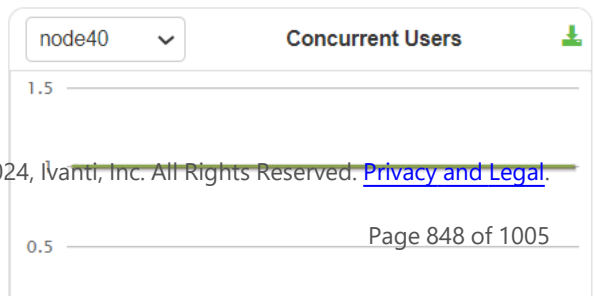 node40 Concurrent Users
1.5
1
024, Ivanti, Inc. All Rights Reserved. Privacy and Legal.
Page 848 of 1005
0.5